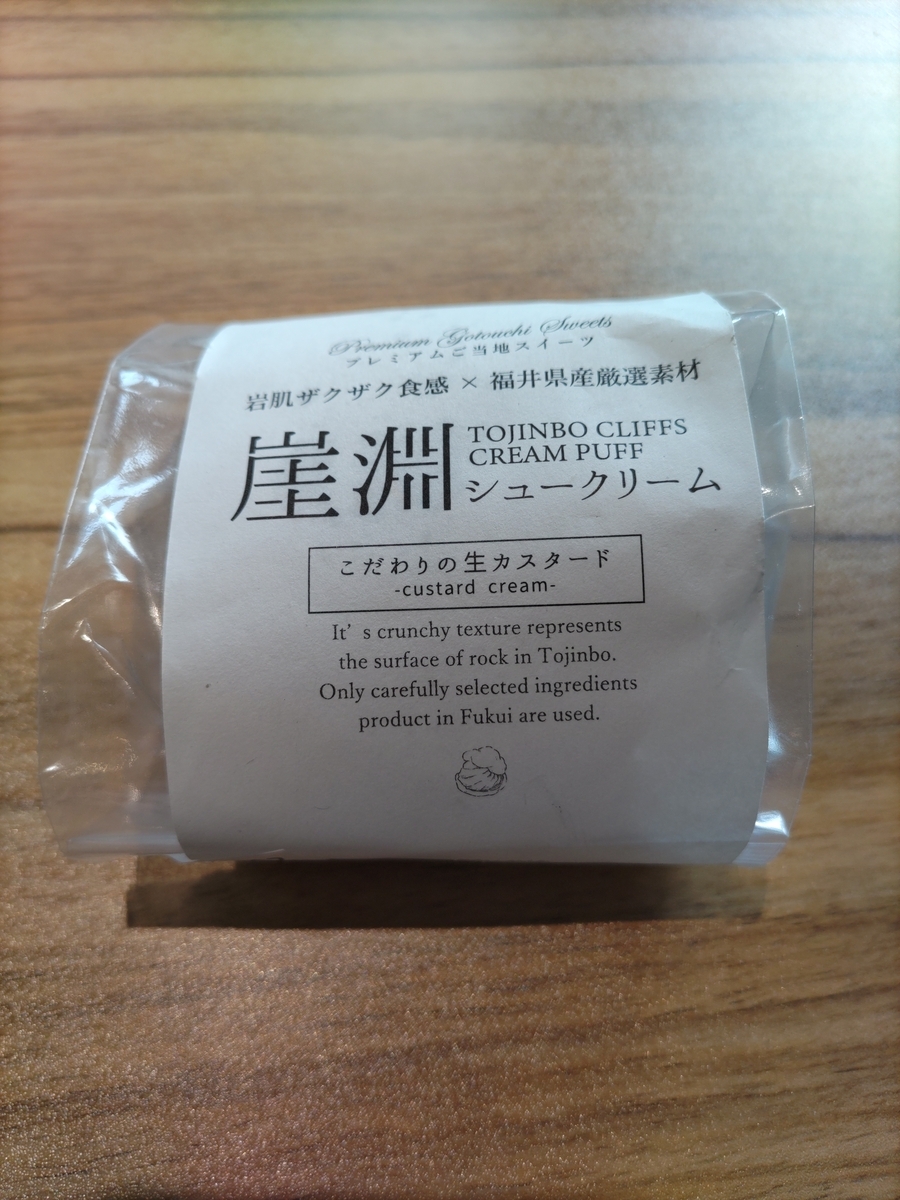 Premium Gotouchi Sweets
プレミアムご当地スイーツ
岩肌ザクザク食感 × 福井県産厳選素材
崖淵
TOJINBO CLIFFS
CREAM PUFF
シュークリーム
こだわりの生カスタード
-custard cream-
It’s crunchy texture represents
the surface of rock in Tojinbo.
Only carefully selected ingredients
product in Fukui are used.